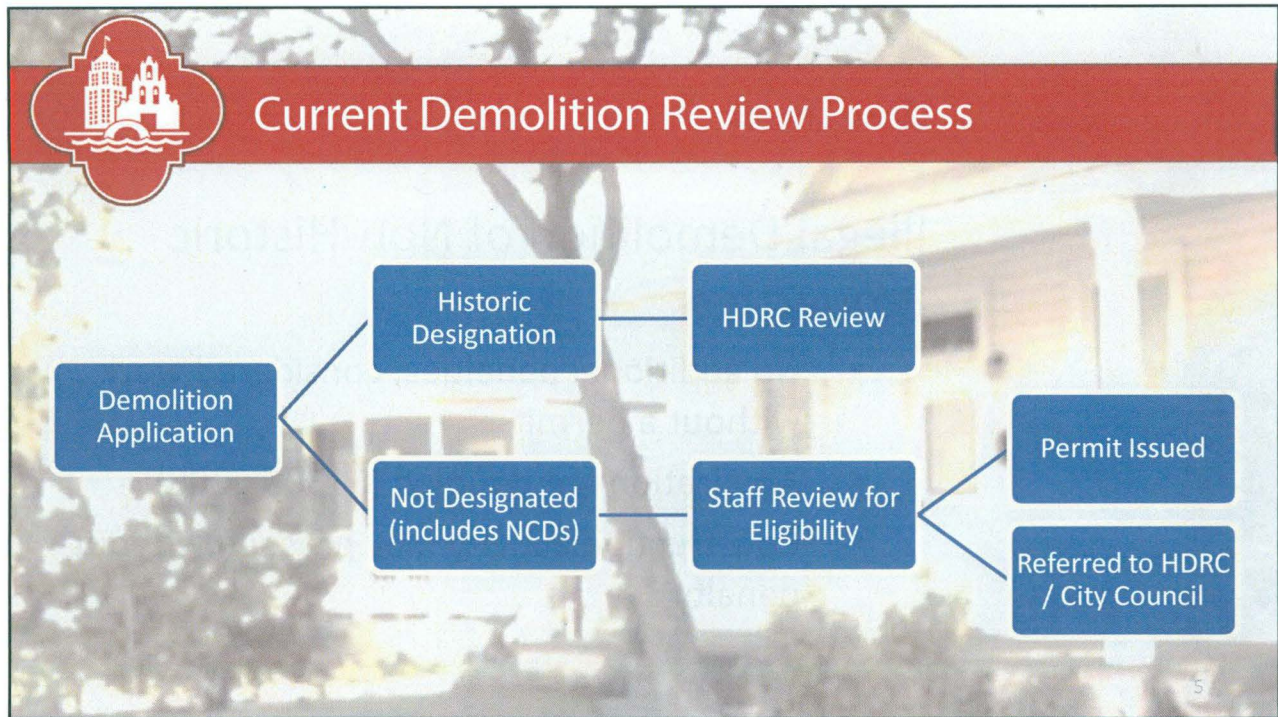 Current Demolition Review Process
Demolition
Application
Historic
Designation
HDRC Review
Not Designated
(includes NCDs)
Staff Review for
Eligibility
Permit Issued
Referred to HDRC
/ City Council
5